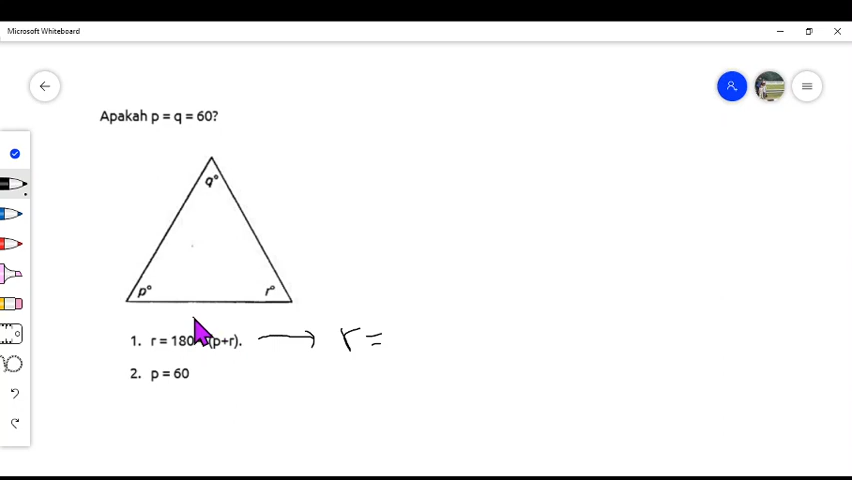 Microsoft Whiteboard
Apakah p = q = 60?
q°
p° r°
1. r = 180 (p+r). → r =
2. p = 60